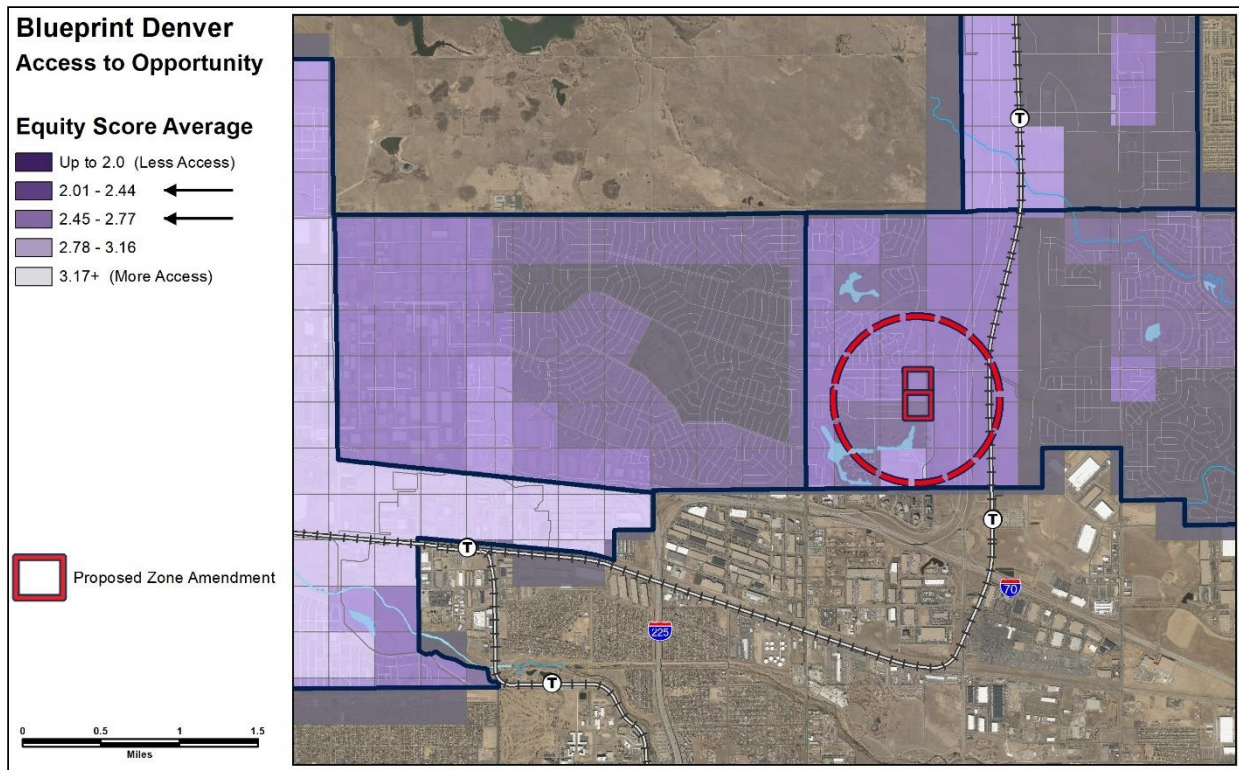 Blueprint Denver
Access to Opportunity
Equity Score Average
Up to 2.0 (Less Access)
2.01 - 2.44
2.45 - 2.77
2.78 - 3.16
3.17+ (More Access)
Proposed Zone Amendment
0 0.5 1 1.5
Miles
T
T
T
70
225
T